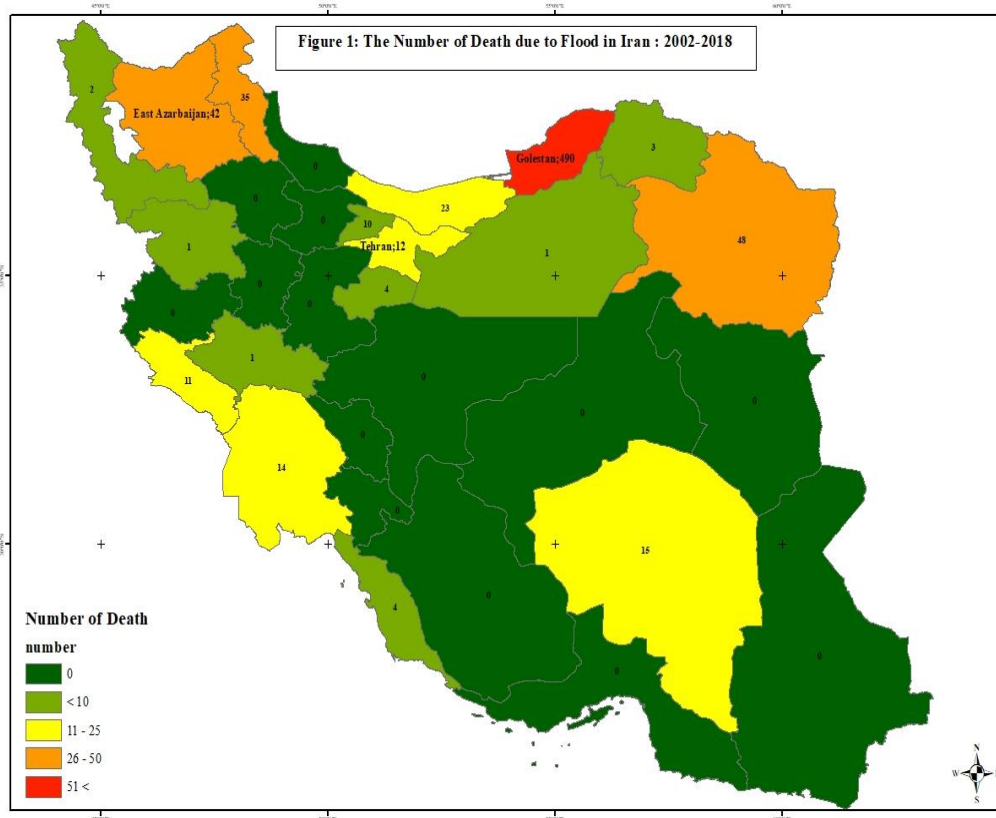 Figure 1: The Number of Death due to Flood in Iran : 2002-2018
2
East Azarbaijan;42
35
0
Golestan;490
3
0
23
0
10
1
Tehran;12
1
48
0
4
0
0
1
11
0
0
0
0
14
0
15
0
4
0
0
0
Number of Death
number
0
< 10
11 - 25
26 - 50
51 <
N
W
S